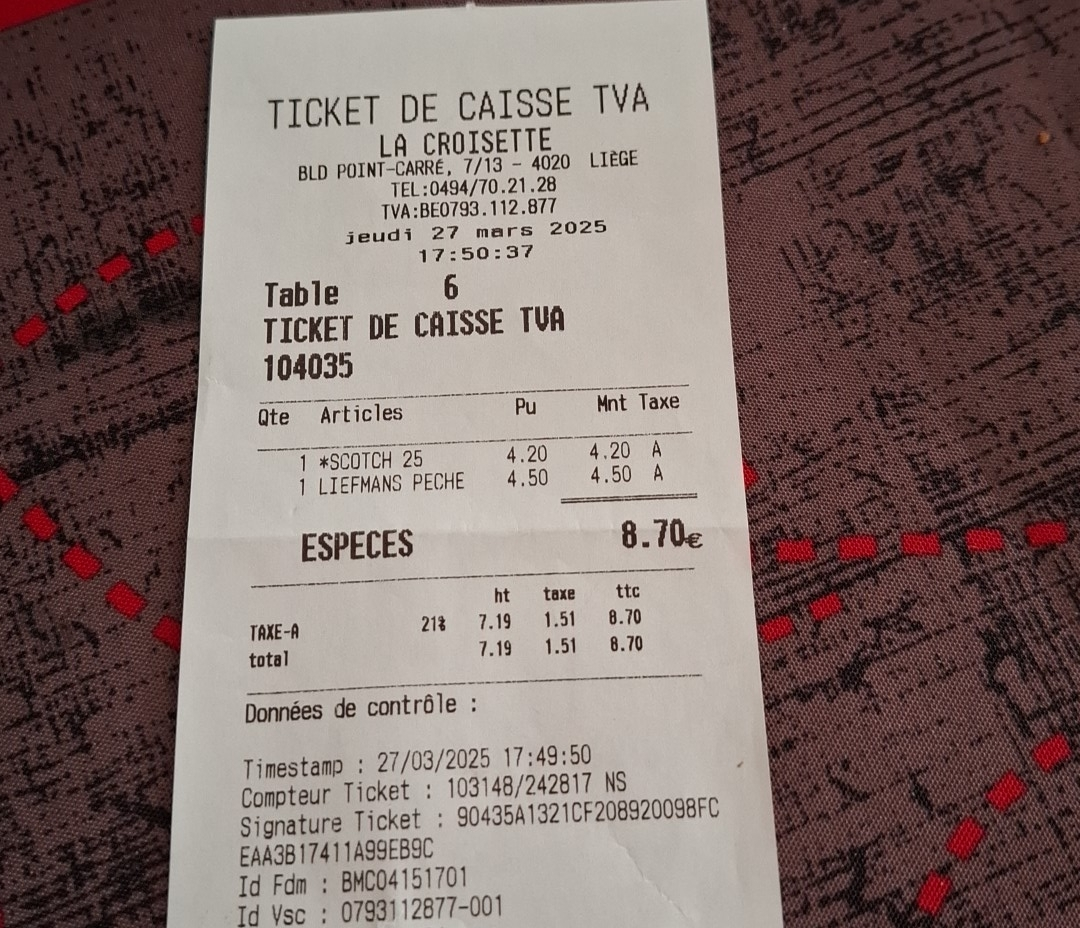 TICKET DE CAISSE TVA
LA CROISETTE
BLD POINT-CARRÉ, 7/13 - 4020 LIÈGE
TEL:0494/70.21.28
TVA:BE0793.112.877
jeudi 27 mars 2025
17:50:37
Table 6
TICKET DE CAISSE TVA
104035
Qte Articles Pu Mnt Taxe
1 *SCOTCH 25 4.20 4.20 A
1 LIEFMANS PECHE 4.50 4.50 A
ESPECES 8.70€
ht taxe ttc
TAXE-A 21% 7.19 1.51 8.70
total 7.19 1.51 8.70
Données de contrôle :
Timestamp : 27/03/2025 17:49:50
Compteur Ticket : 103148/242817 NS
Signature Ticket : 90435A1321CF208920098FC
EAA3B17411A99EB9C
Id Fdm : BMC04151701
Id Vsc : 0793112877-001